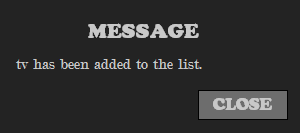 MESSAGE
tv has been added to the list.
CLOSE